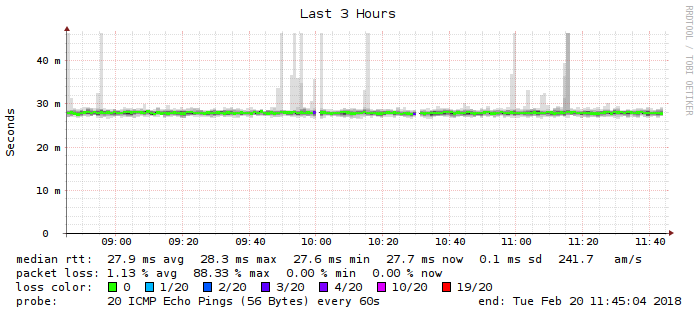 Last 3 Hours
RRDTOOL / TOBI OETIKER
Seconds
40 m
30 m
20 m
10 m
0
09:00 09:20 09:40 10:00 10:20 10:40 11:00 11:20 11:40
median rtt: 27.9 ms avg 28.3 ms max 27.6 ms min 27.7 ms now 0.1 ms sd 241.7 am/s
packet loss: 1.13 % avg 88.33 % max 0.00 % min 0.00 % now
loss color: 0 1/20 2/20 3/20 4/20 10/20 19/20
probe: 20 ICMP Echo Pings (56 Bytes) every 60s end: Tue Feb 20 11:45:04 2018